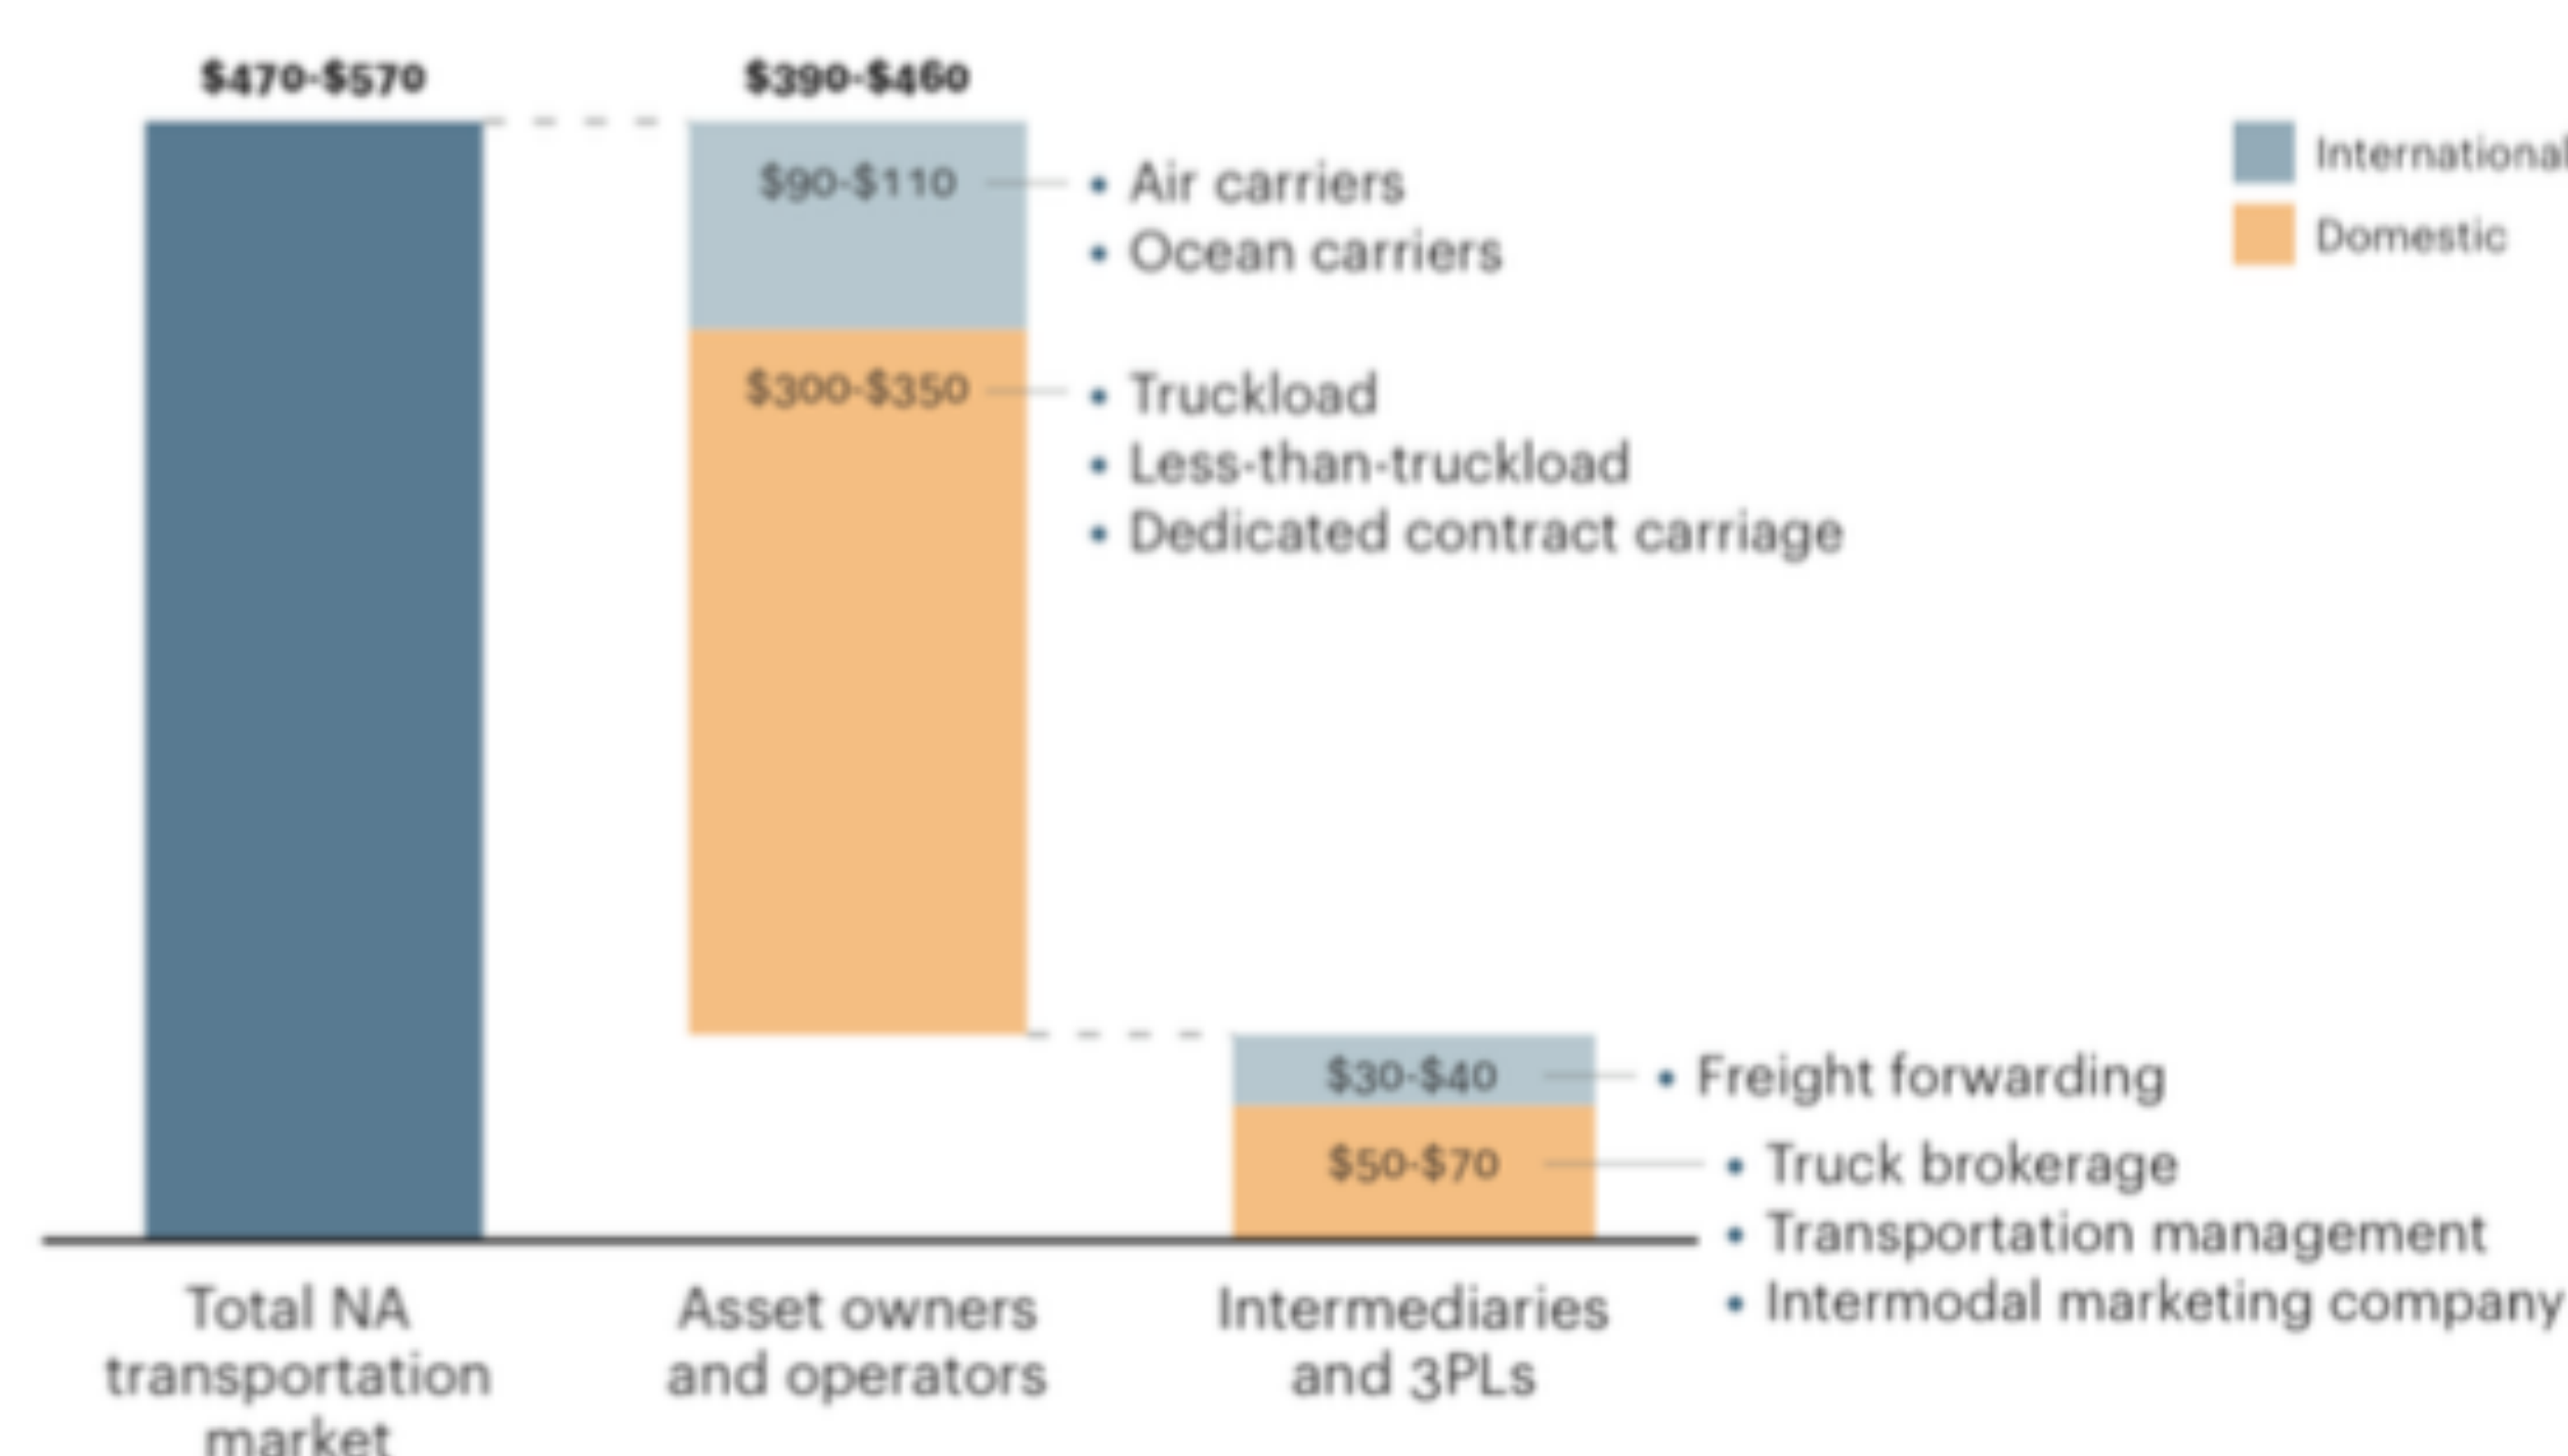 $470-$570
$390-$460
$90-$110
• Air carriers
• Ocean carriers
International
Domestic
$300-$350
• Truckload
• Less-than-truckload
• Dedicated contract carriage
$30-$40
• Freight forwarding
$50-$70
• Truck brokerage
• Transportation management
• Intermodal marketing company
Total NA
transportation
market
Asset owners
and operators
Intermediaries
and 3PLs